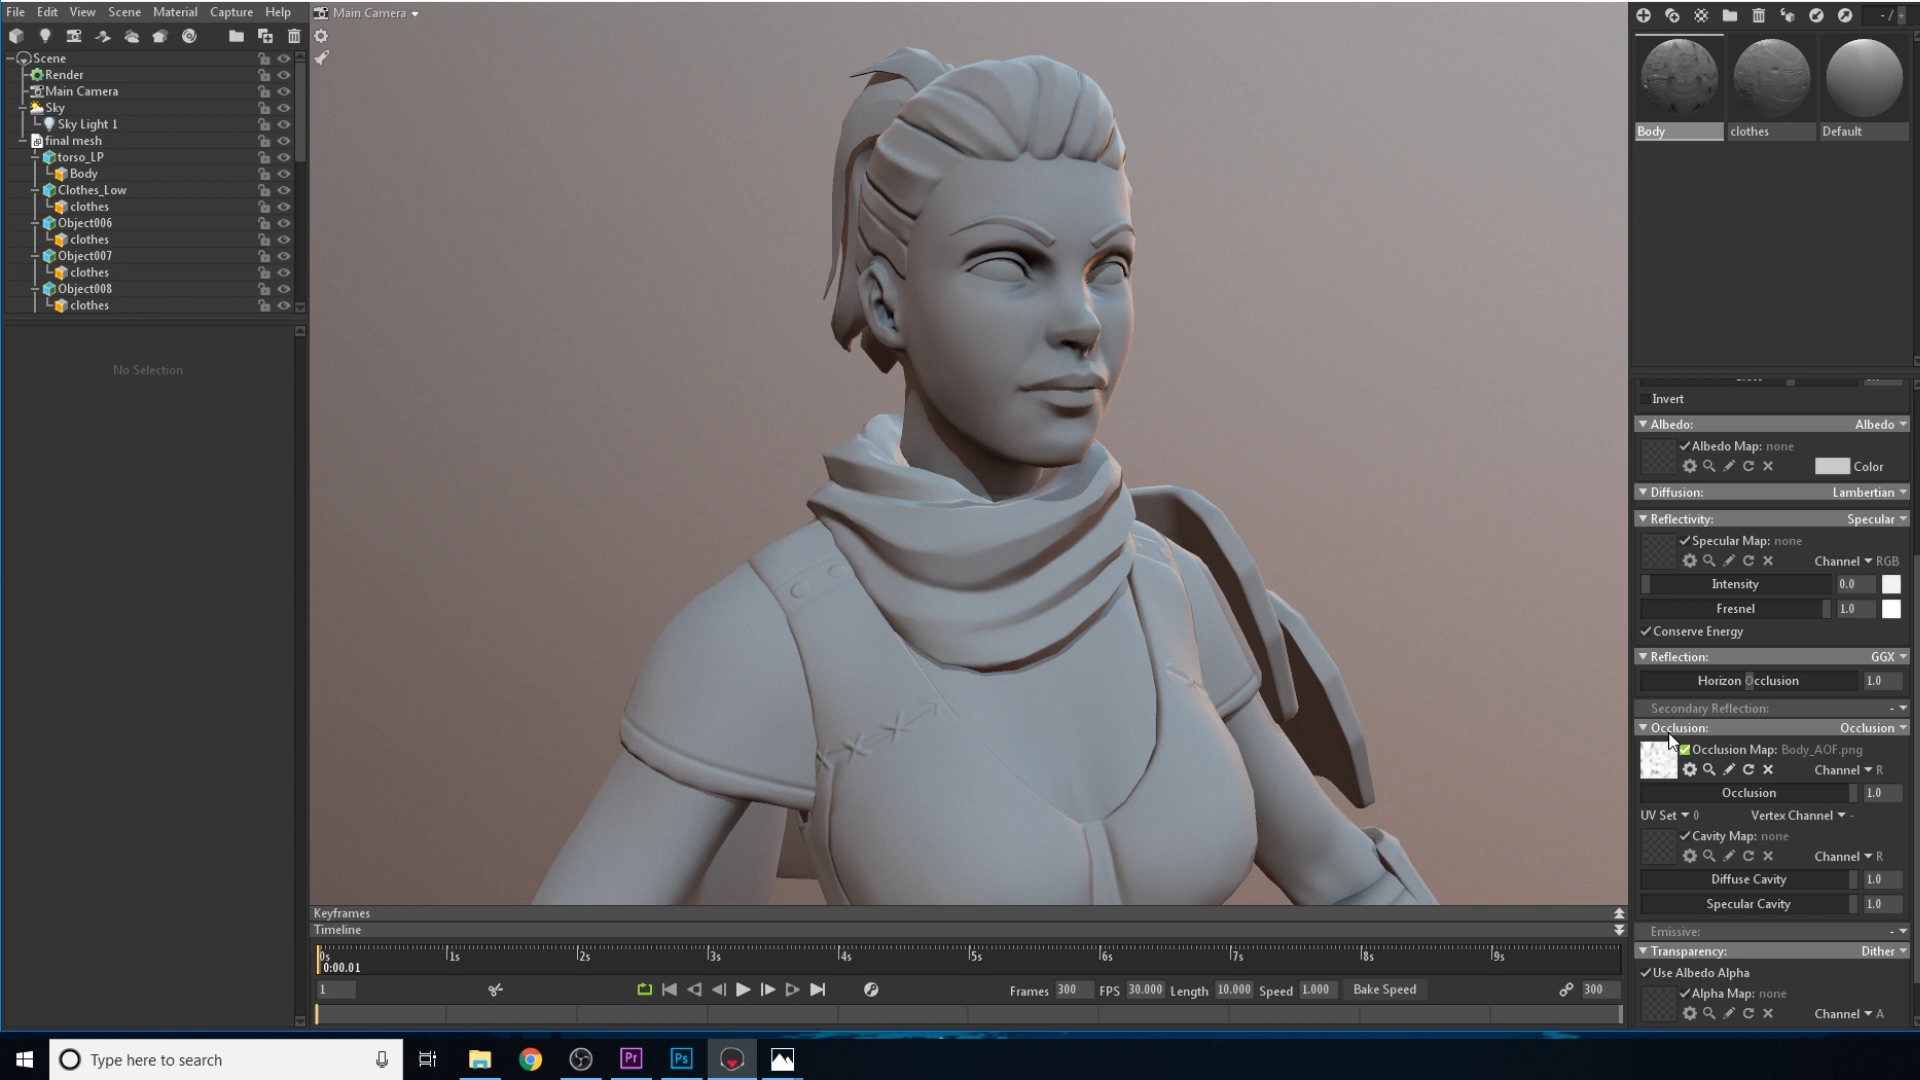 File Edit View Scene Material Capture Help
Main Camera
Scene
Render
Main Camera
Sky
Sky Light 1
final mesh
torso_LP
Body
Clothes_Low
clothes
Object006
clothes
Object007
clothes
Object008
clothes
No Selection
- /
Body clothes Default
Invert
Albedo: Albedo
Albedo Map: none
Color
Diffusion: Lambertian
Reflectivity: Specular
Specular Map: none
Channel RGB
Intensity 0.0
Fresnel 1.0
Conserve Energy
Reflection: GGX
Horizon Occlusion 1.0
Secondary Reflection: -
Occlusion: Occlusion
Occlusion Map: Body_AOF.png
Channel R
Occlusion 1.0
UV Set 0 Vertex Channel -
Cavity Map: none
Channel R
Diffuse Cavity 1.0
Specular Cavity 1.0
Emissive: -
Transparency: Dither
Use Albedo Alpha
Alpha Map: none
Channel A
Keyframes
Timeline
0s 1s 2s 3s 4s 5s 6s 7s 8s 9s
0:00.01
1 Frames 300 FPS 30.000 Length 10.000 Speed 1.000 Bake Speed 300
Type here to search Pr Ps